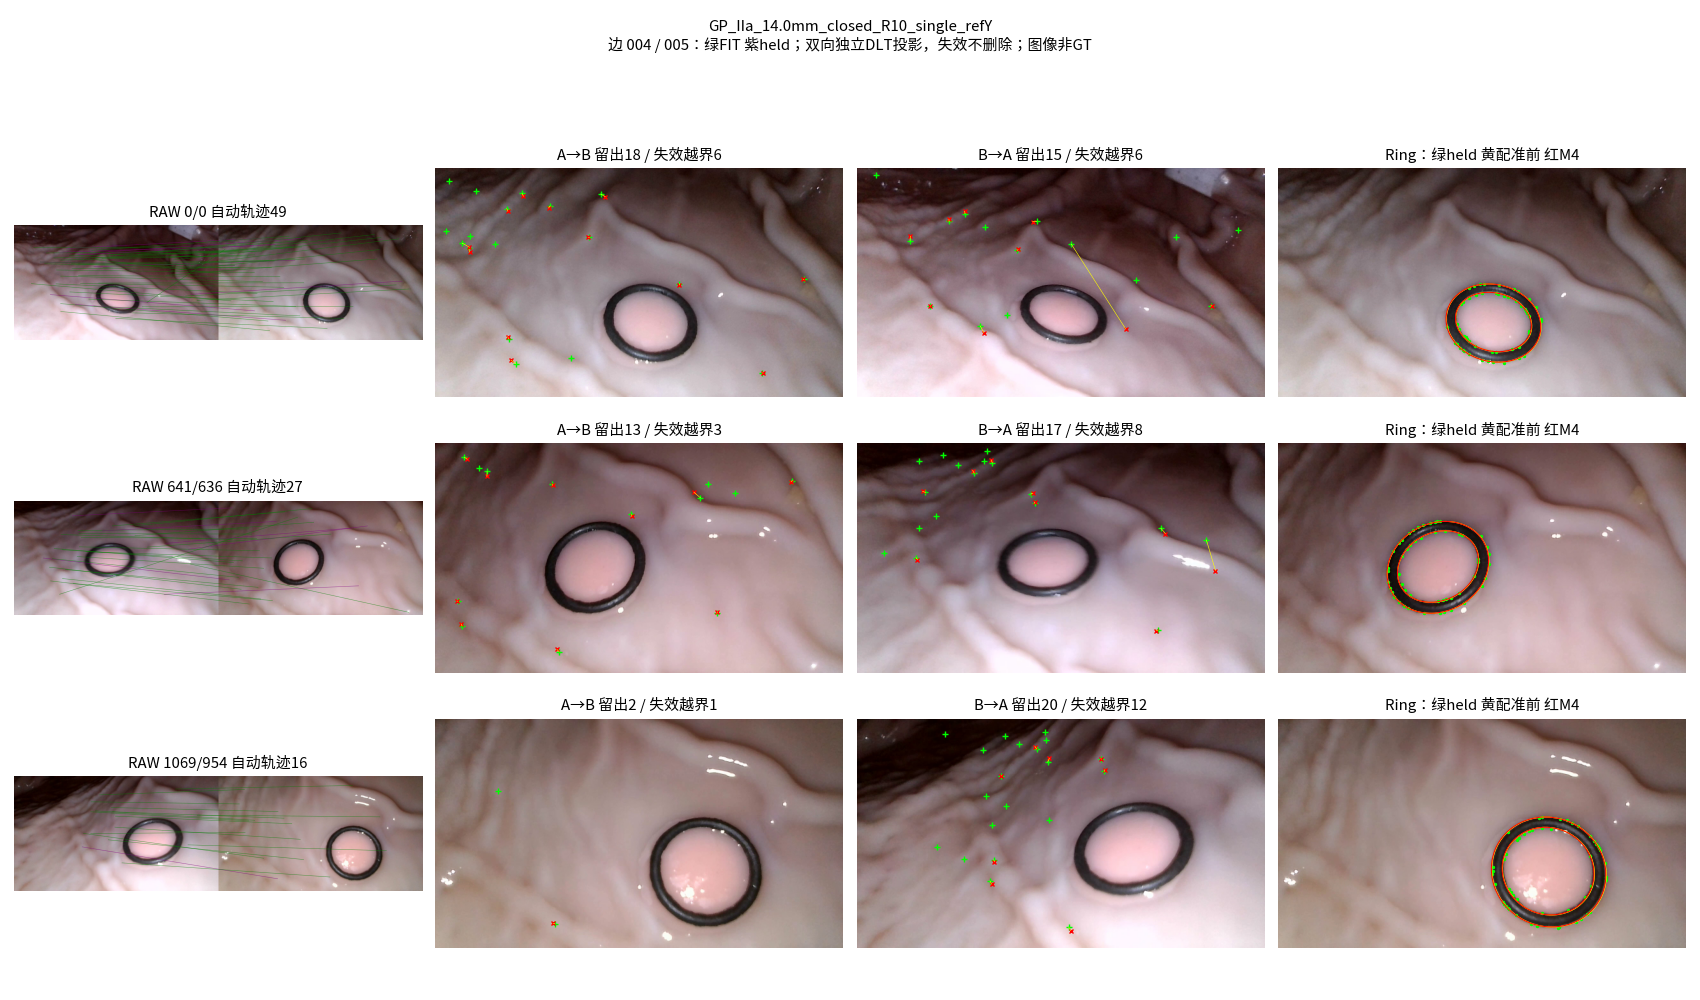 GP_IIa_14.0mm_closed_R10_single_refY
边 004 / 005：绿FIT 紫held；双向独立DLT投影，失效不删除；图像非GT
RAW 0/0 自动轨迹49
A→B 留出18 / 失效越界6
B→A 留出15 / 失效越界6
Ring：绿held 黄配准前 红M4
RAW 641/636 自动轨迹27
A→B 留出13 / 失效越界3
B→A 留出17 / 失效越界8
Ring：绿held 黄配准前 红M4
RAW 1069/954 自动轨迹16
A→B 留出2 / 失效越界1
B→A 留出20 / 失效越界12
Ring：绿held 黄配准前 红M4